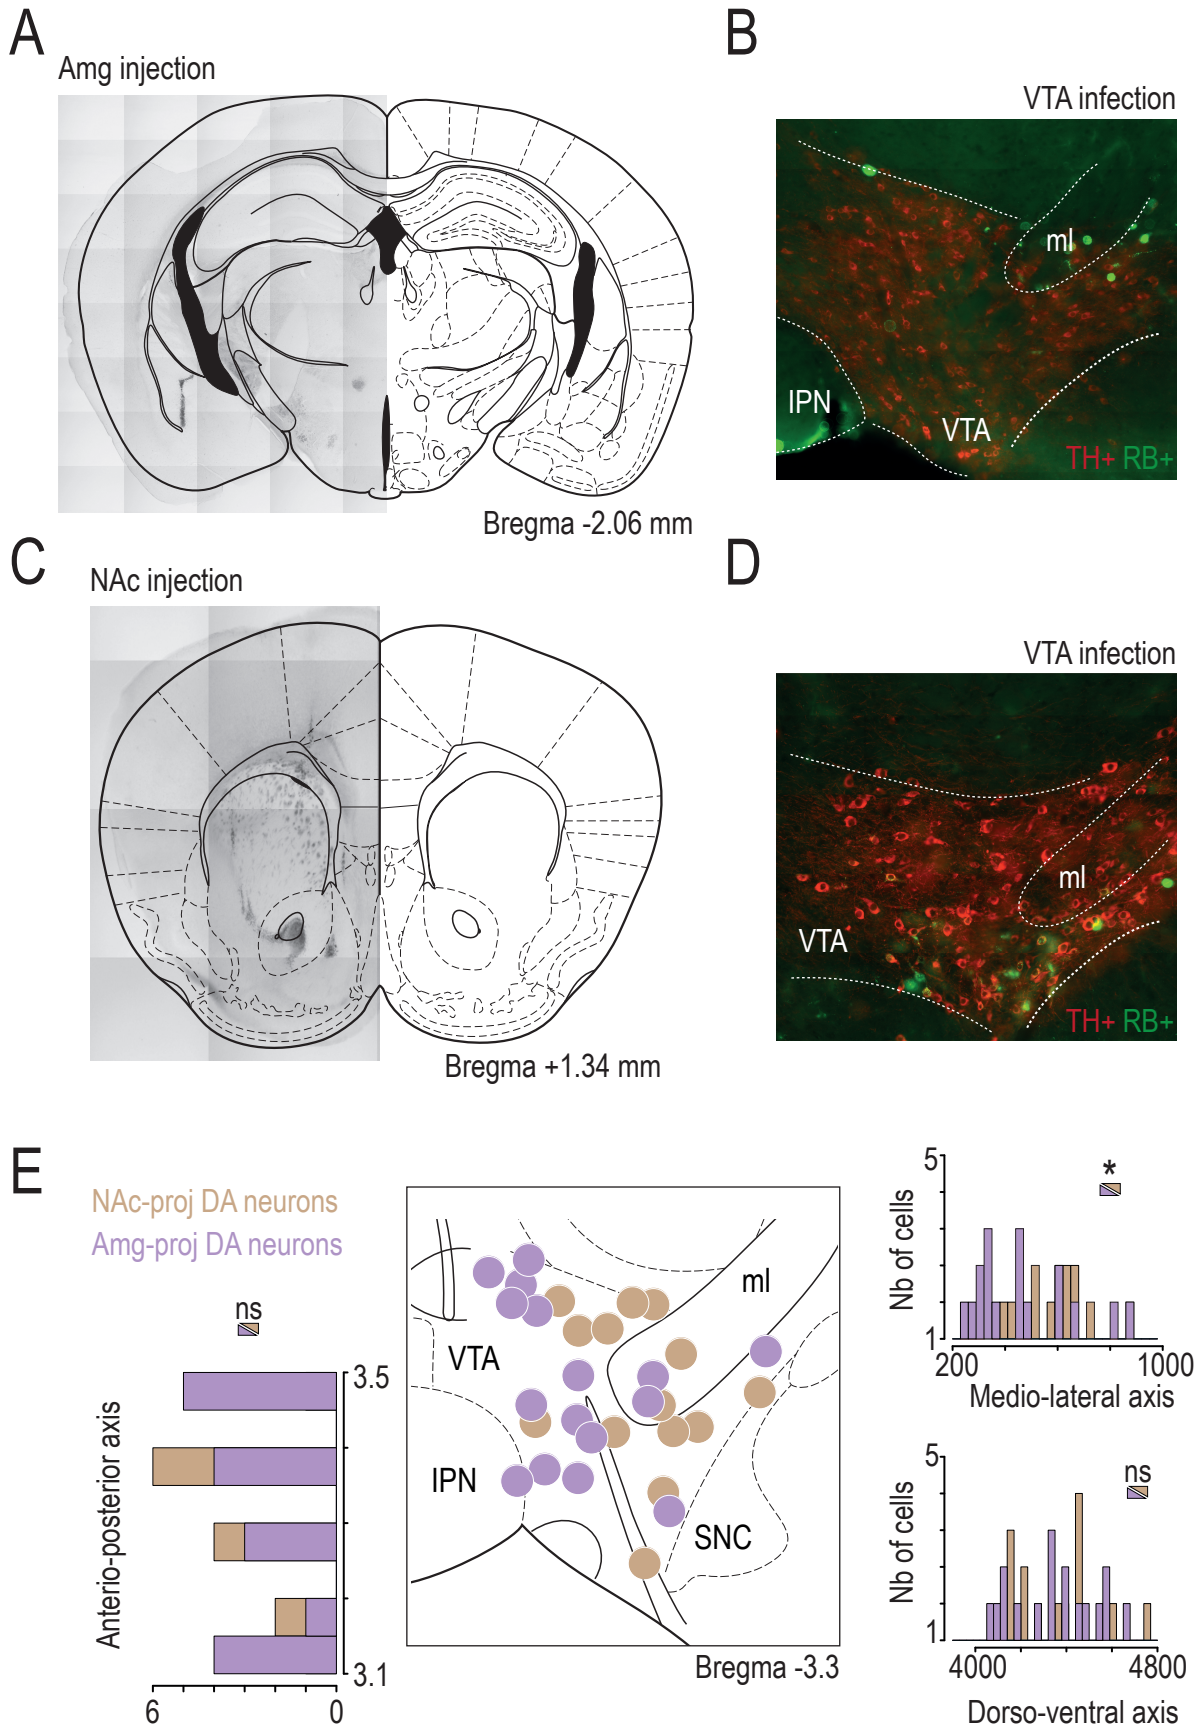 A
Amg injection
Bregma -2.06 mm
B
VTA infection
ml
IPN
VTA
TH+ RB+
C
NAc injection
Bregma +1.34 mm
D
VTA infection
ml
VTA
TH+ RB+
E
NAc-proj DA neurons
Amg-proj DA neurons
ns
Anterio-posterior axis
3.5
3.1
6
0
ml
VTA
IPN
SNC
Bregma -3.3
5
*
Nb of cells
1
200
1000
Medio-lateral axis
5
ns
Nb of cells
1
4000
4800
Dorso-ventral axis